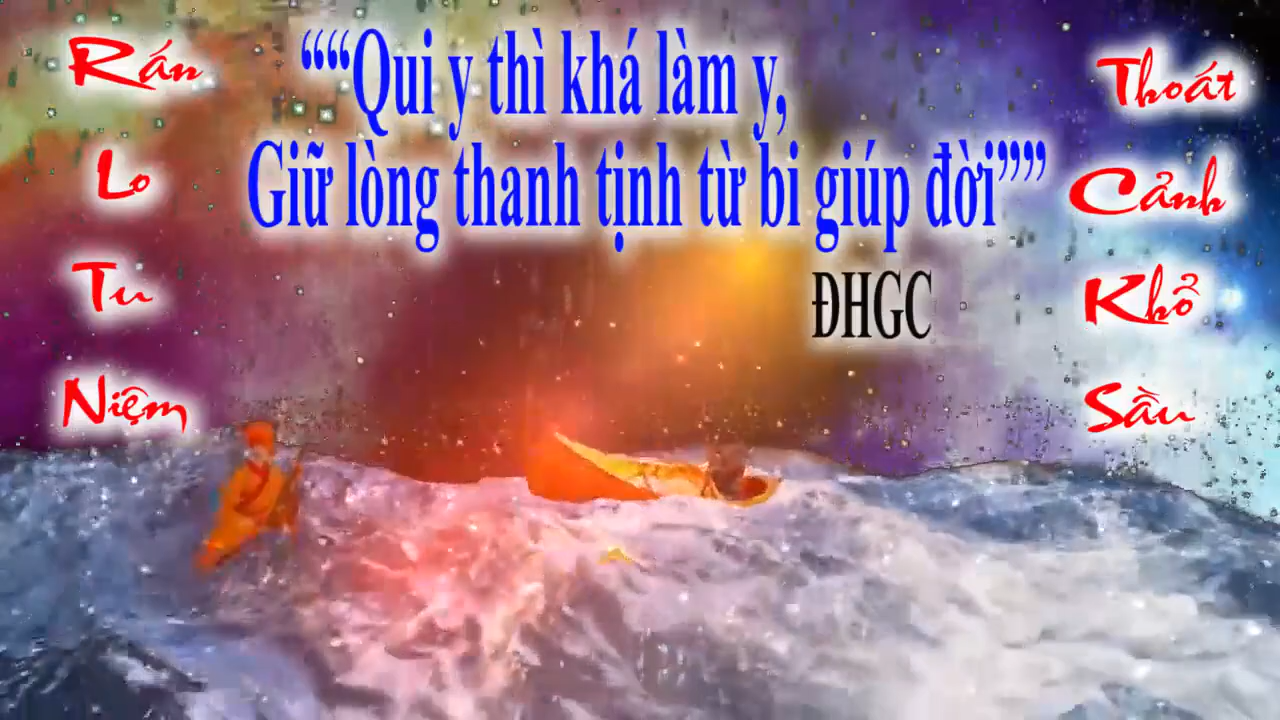 Rán
Lo
Tu
Niệm
““Qui y thì khá làm y,
Giữ lòng thanh tịnh từ bi giúp đời””
ĐHGC
Thoát
Cảnh
Khổ
Sầu